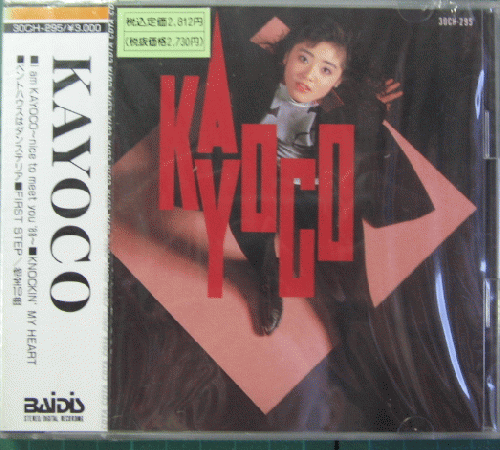 30CH-295/¥3,000
KAYOCO
■I am KAYOCO~nice to meet you '88~■KNOCKIN' MY HEART
■FIRST STEP/
BAIDIS
STEREO/DIGITAL RECORDING
税込定価2,812円
(税抜価格2,730円)
30CH-295
KAYOCO